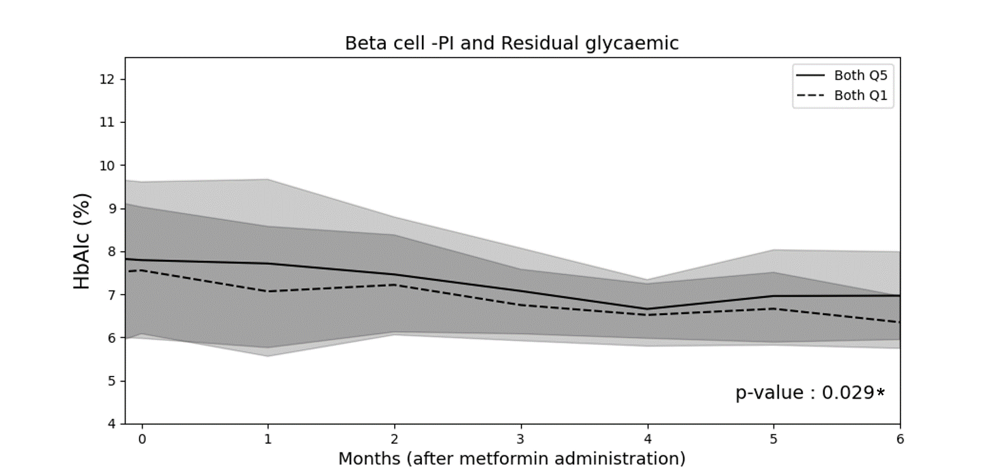 Beta cell -PI and Residual glycaemic
Both Q5
Both Q1
12
11
10
9
8
7
6
5
4
HbAlc (%)
p-value : 0.029*
0 1 2 3 4 5 6
Months (after metformin administration)